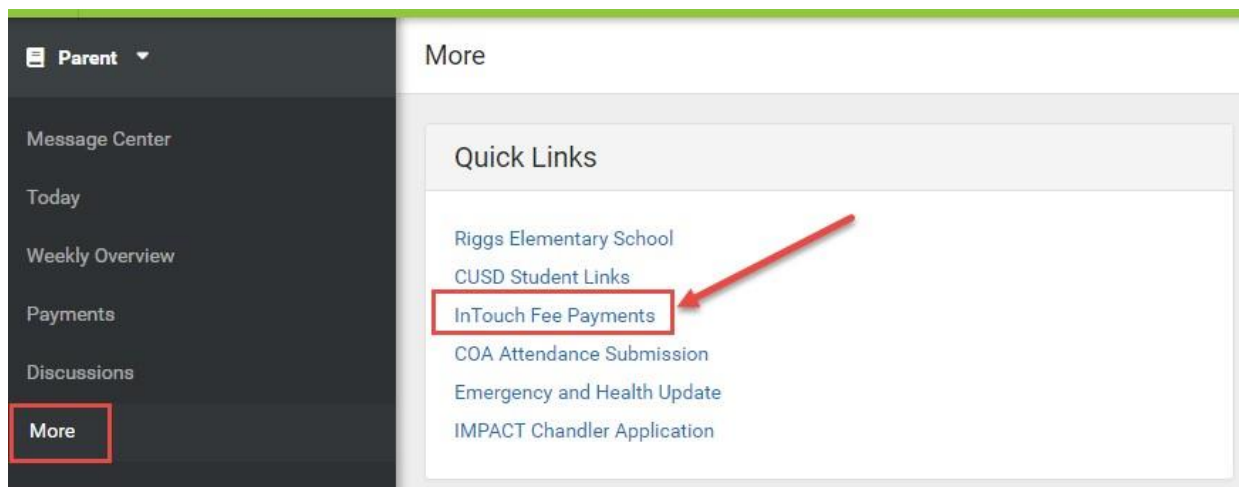 Parent
Message Center
Today
Weekly Overview
Payments
Discussions
More
More
Quick Links
Riggs Elementary School
CUSD Student Links
InTouch Fee Payments
COA Attendance Submission
Emergency and Health Update
IMPACT Chandler Application